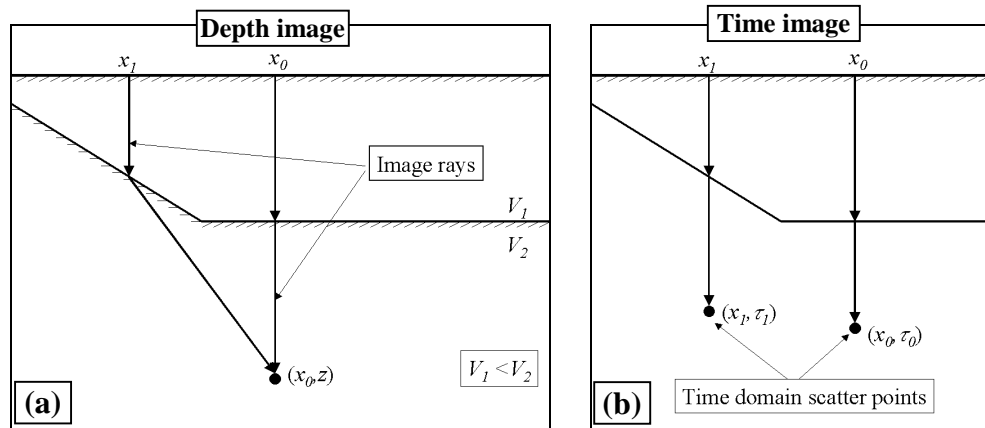 Depth image
x₁ x₀
Image rays
V₁
V₂
(x₀,z)
V₁ <V₂
(a)
Time image
x₁ x₀
(x₁,τ₁)
(x₀,τ₀)
Time domain scatter points
(b)